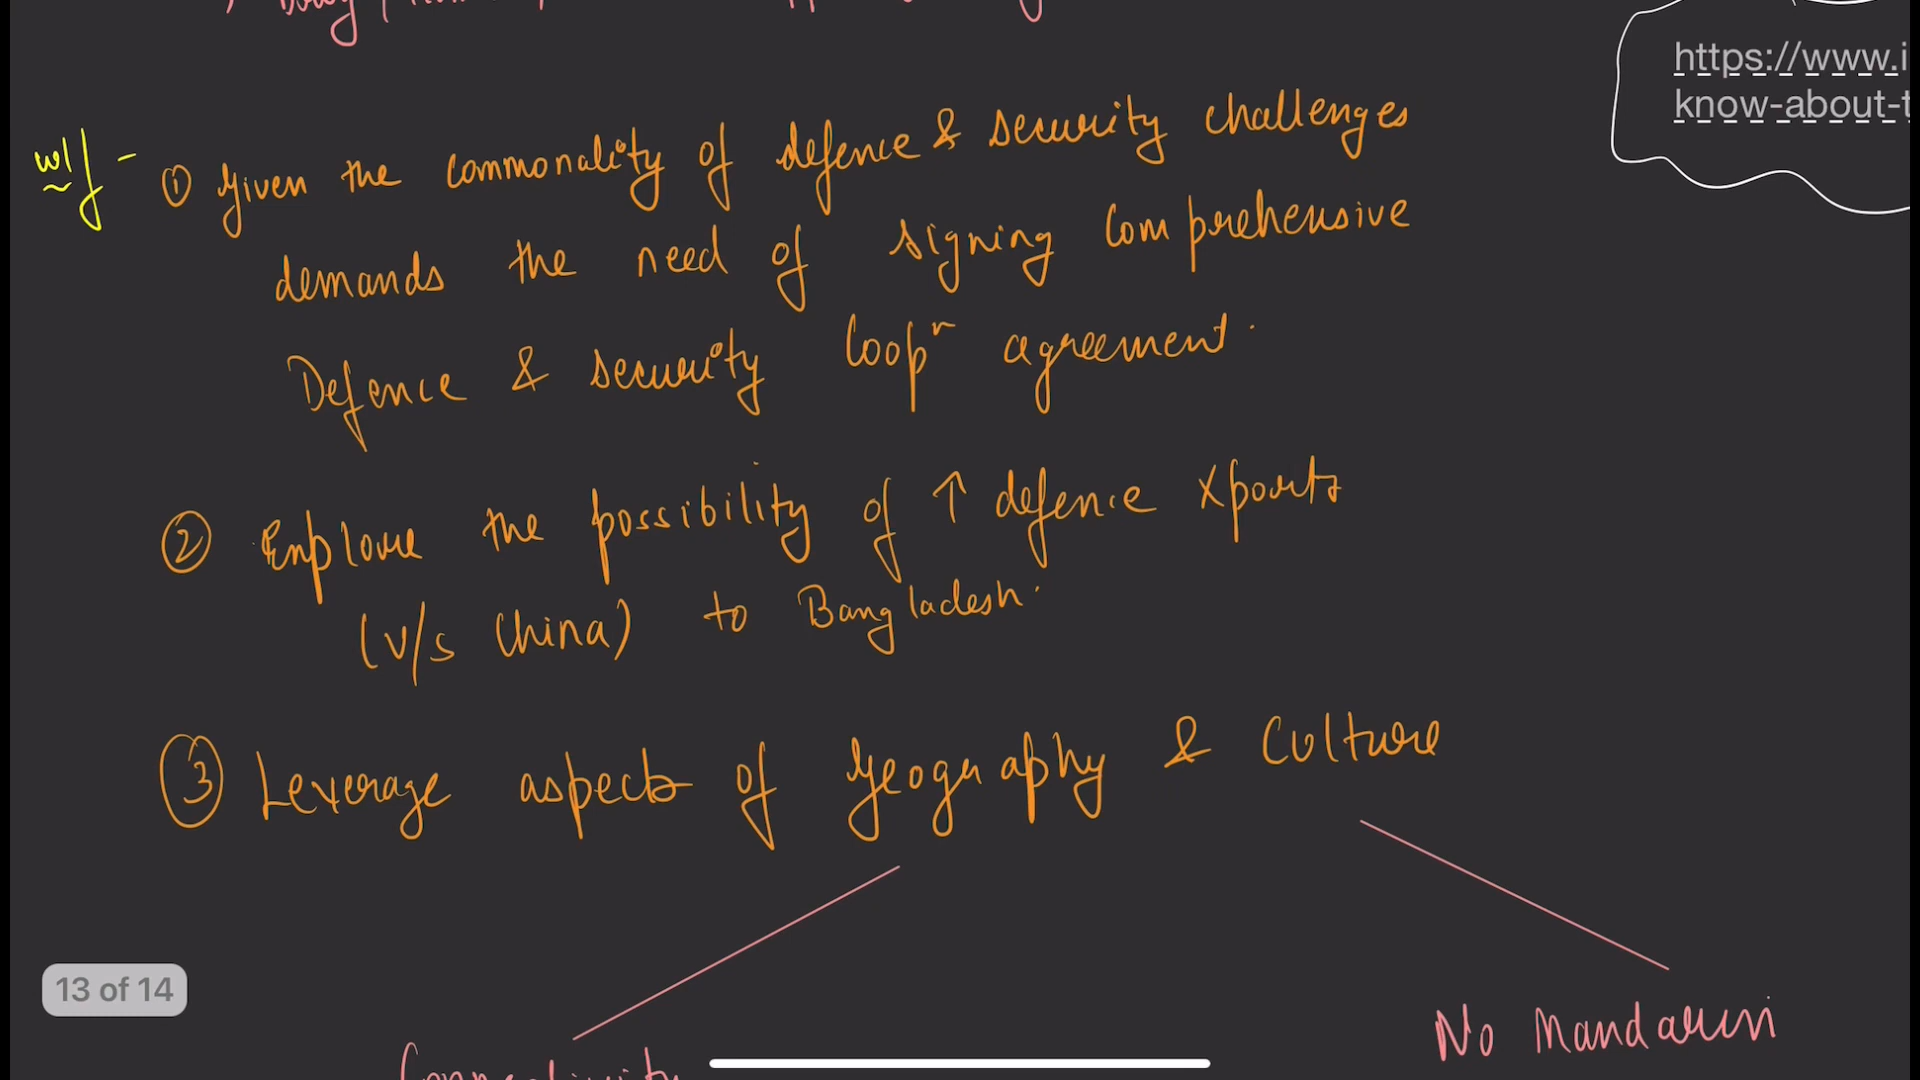 https://www.i
know-about-t
w/f - ① Given the commonality of defence & security challenges
demands the need of signing Comprehensive
Defence & security Coopⁿ agreement.
② Explore the possibility of ↑ defence Xports
(v/s China) to Bangladesh.
③ Leverage aspects of Geography & Culture
13 of 14
No Mandarin
Connectivity